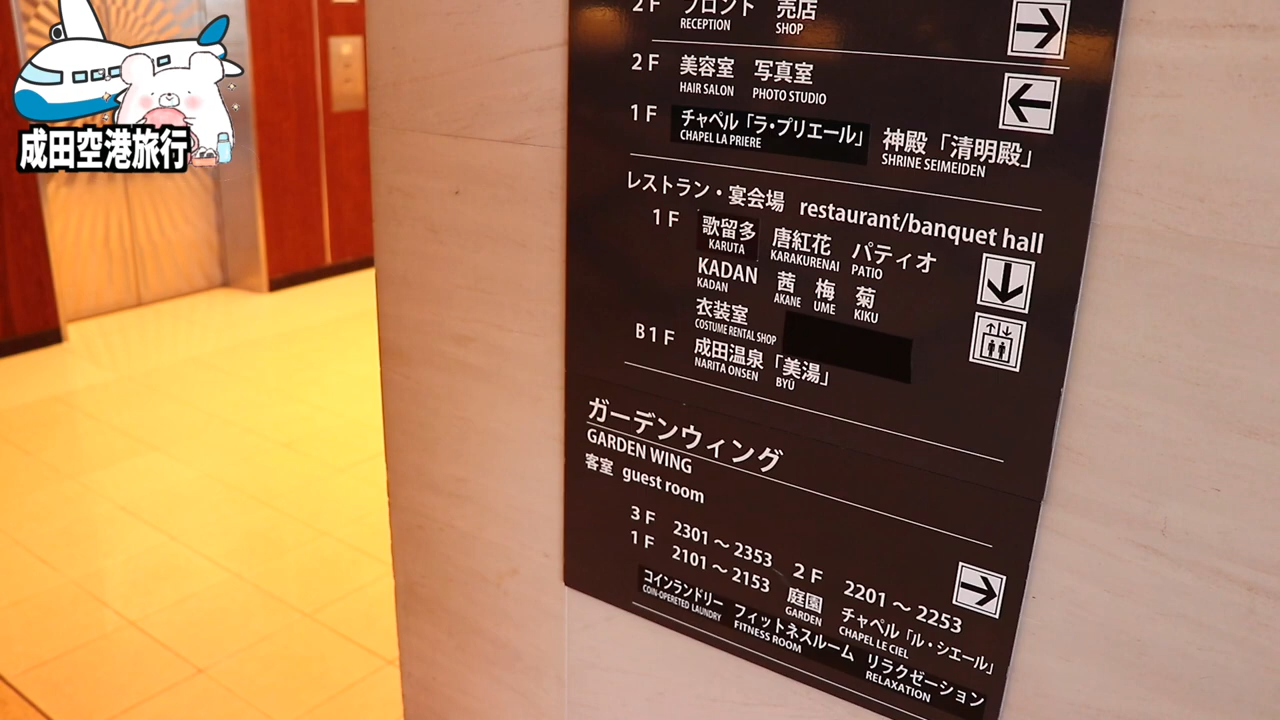 成田空港旅行
2F フロント 売店
RECEPTION SHOP
2F 美容室 写真室
HAIR SALON PHOTO STUDIO
1F チャペル「ラ・プリエール」 神殿「清明殿」
CHAPEL LA PRIERE SHRINE SEIMEIDEN
レストラン・宴会場 restaurant/banquet hall
1F 歌留多 唐紅花 パティオ
KARUTA KARAKURENAI PATIO
KADAN 茜 梅 菊
KADAN AKANE UME KIKU
衣装室
COSTUME RENTAL SHOP
B1F 成田温泉「美湯」
NARITA ONSEN BYŪ
ガーデンウィング
GARDEN WING
客室 guest room
3F 2301～2353 2F 2201～2253
1F 2101～2153 庭園 チャペル「ル・シエール」
GARDEN CHAPEL LE CIEL
コインランドリー フィットネスルーム リラクゼーション
COIN-OPERETED LAUNDRY FITNESS ROOM RELAXATION